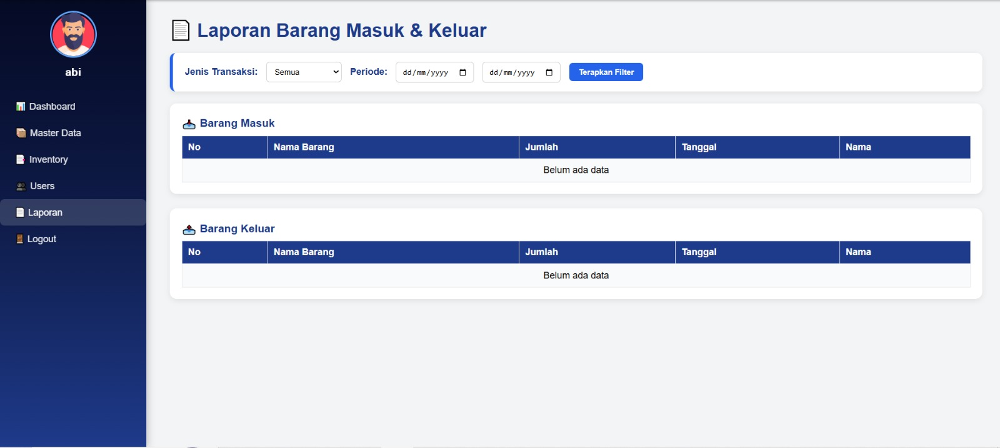 abi
Dashboard
Master Data
Inventory
Users
Laporan
Logout
Laporan Barang Masuk & Keluar
Jenis Transaksi: Semua Periode: dd/mm/yyyy dd/mm/yyyy Terapkan Filter
Barang Masuk
No Nama Barang Jumlah Tanggal Nama
Belum ada data
Barang Keluar
No Nama Barang Jumlah Tanggal Nama
Belum ada data